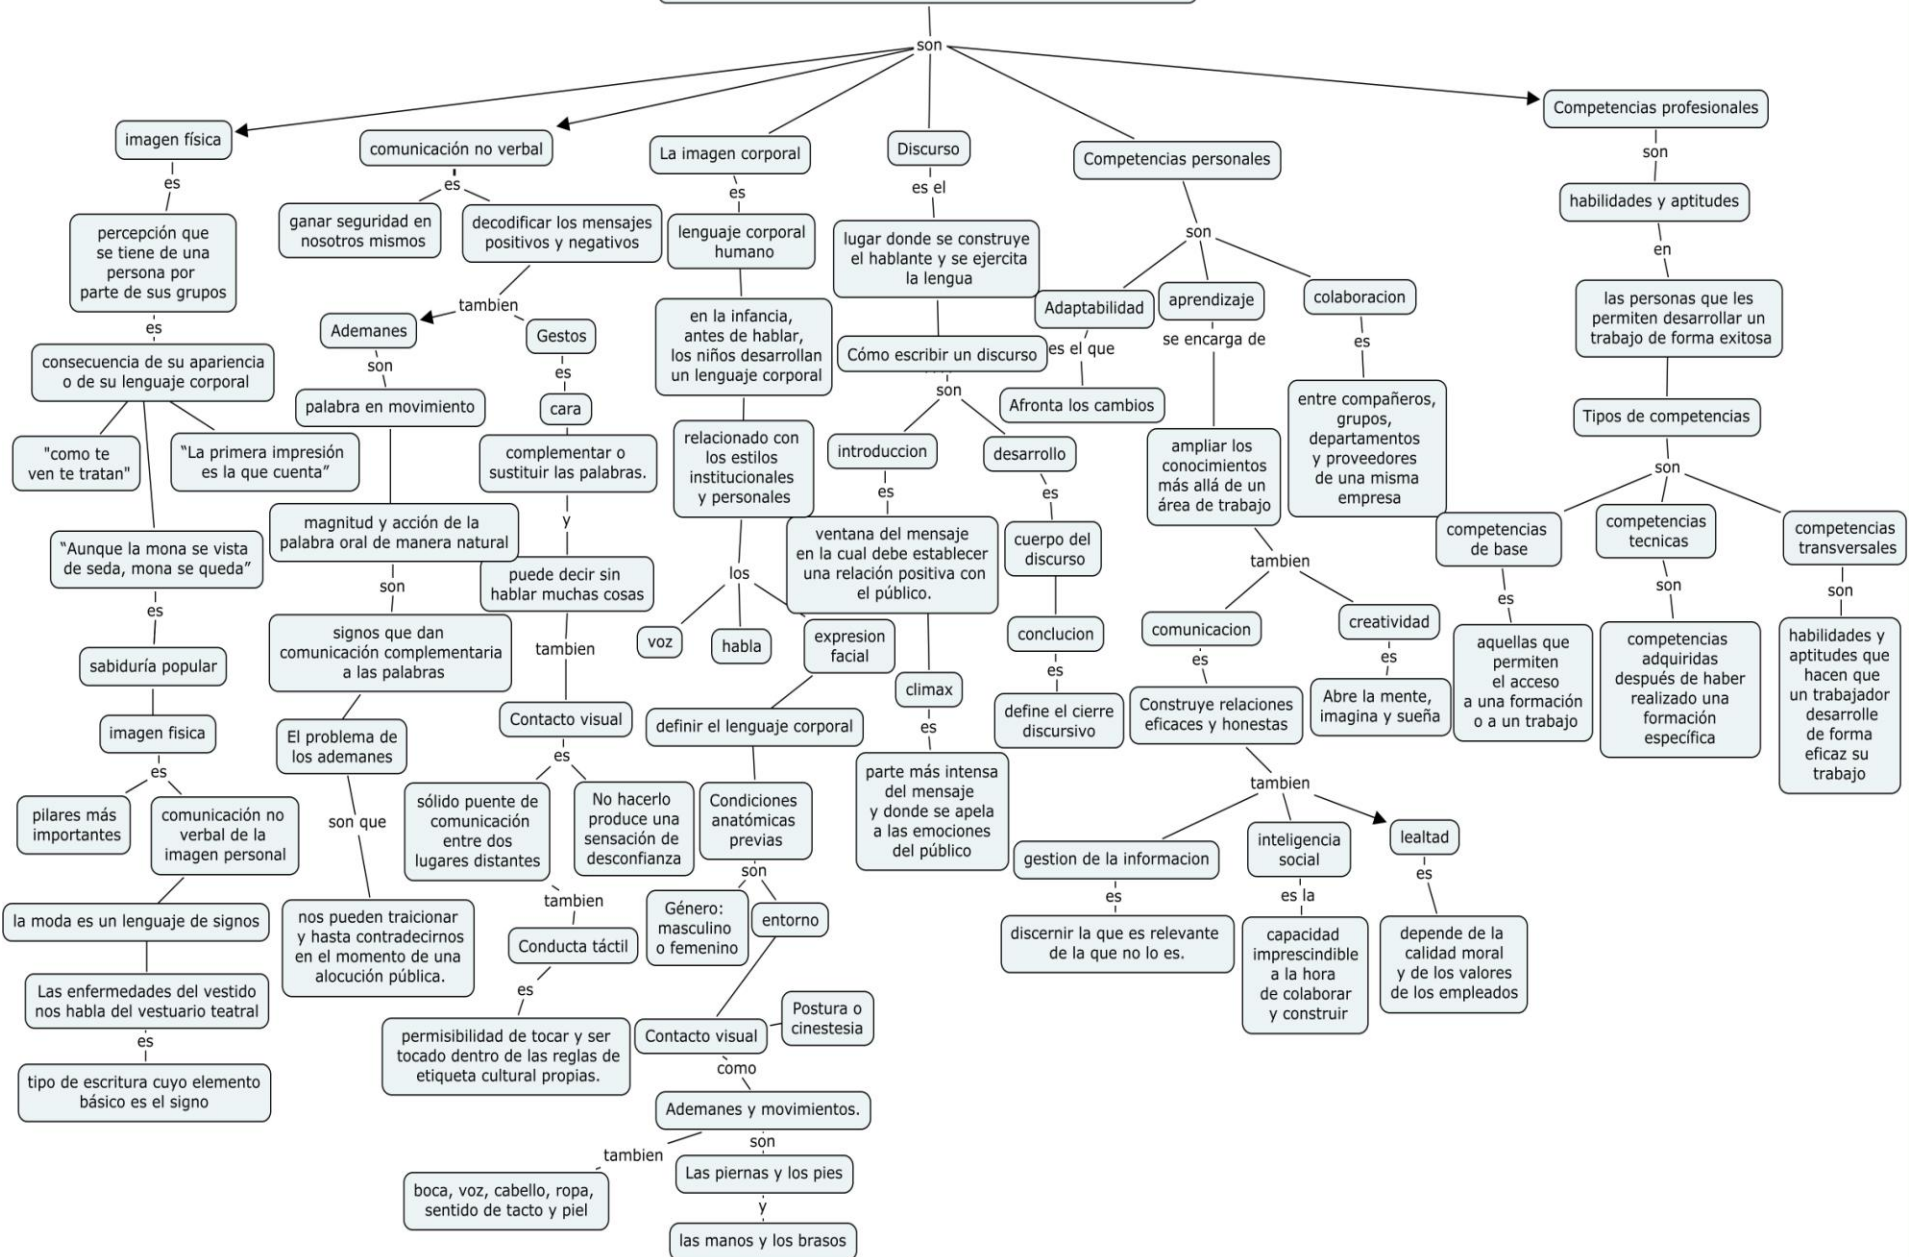 son
imagen física
es
percepción que
se tiene de una
persona por
parte de sus grupos
es
consecuencia de su apariencia
o de su lenguaje corporal
"como te
ven te tratan"
“La primera impresión
es la que cuenta”
“Aunque la mona se vista
de seda, mona se queda”
es
sabiduría popular
imagen fisica
es
pilares más
importantes
comunicación no
verbal de la
imagen personal
la moda es un lenguaje de signos
Las enfermedades del vestido
nos habla del vestuario teatral
es
tipo de escritura cuyo elemento
básico es el signo
comunicación no verbal
es
ganar seguridad en
nosotros mismos
decodificar los mensajes
positivos y negativos
tambien
Ademanes
son
palabra en movimiento
magnitud y acción de la
palabra oral de manera natural
son
signos que dan
comunicación complementaria
a las palabras
El problema de
los ademanes
son que
nos pueden traicionar
y hasta contradecirnos
en el momento de una
alocución pública.
Gestos
es
cara
complementar o
sustituir las palabras.
y
puede decir sin
hablar muchas cosas
tambien
Contacto visual
es
sólido puente de
comunicación
entre dos
lugares distantes
No hacerlo
produce una
sensación de
desconfianza
tambien
Conducta táctil
es
permisibilidad de tocar y ser
tocado dentro de las reglas de
etiqueta cultural propias.
La imagen corporal
es
lenguaje corporal
humano
en la infancia,
antes de hablar,
los niños desarrollan
un lenguaje corporal
relacionado con
los estilos
institucionales
y personales
los
voz
habla
expresion
facial
definir el lenguaje corporal
Condiciones
anatómicas
previas
son
Género:
masculino
o femenino
entorno
Contacto visual
Postura o
cinestesia
como
Ademanes y movimientos.
tambien
boca, voz, cabello, ropa,
sentido de tacto y piel
son
Las piernas y los pies
y
las manos y los brasos
Discurso
es el
lugar donde se construye
el hablante y se ejercita
la lengua
Cómo escribir un discurso
son
introduccion
es
ventana del mensaje
en la cual debe establecer
una relación positiva con
el público.
climax
es
parte más intensa
del mensaje
y donde se apela
a las emociones
del público
desarrollo
es
cuerpo del
discurso
conclucion
es
define el cierre
discursivo
Competencias personales
son
Adaptabilidad
es el que
Afronta los cambios
aprendizaje
se encarga de
ampliar los
conocimientos
más allá de un
área de trabajo
colaboracion
es
entre compañeros,
grupos,
departamentos
y proveedores
de una misma
empresa
tambien
comunicacion
es
Construye relaciones
eficaces y honestas
creatividad
es
Abre la mente,
imagina y sueña
tambien
gestion de la informacion
es
discernir la que es relevante
de la que no lo es.
inteligencia
social
es la
capacidad
imprescindible
a la hora
de colaborar
y construir
lealtad
es
depende de la
calidad moral
y de los valores
de los empleados
Competencias profesionales
son
habilidades y aptitudes
en
las personas que les
permiten desarrollar un
trabajo de forma exitosa
Tipos de competencias
son
competencias
de base
es
aquellas que
permiten
el acceso
a una formación
o a un trabajo
competencias
tecnicas
son
competencias
adquiridas
después de haber
realizado una
formación
específica
competencias
transversales
son
habilidades y
aptitudes que
hacen que
un trabajador
desarrolle
de forma
eficaz su
trabajo